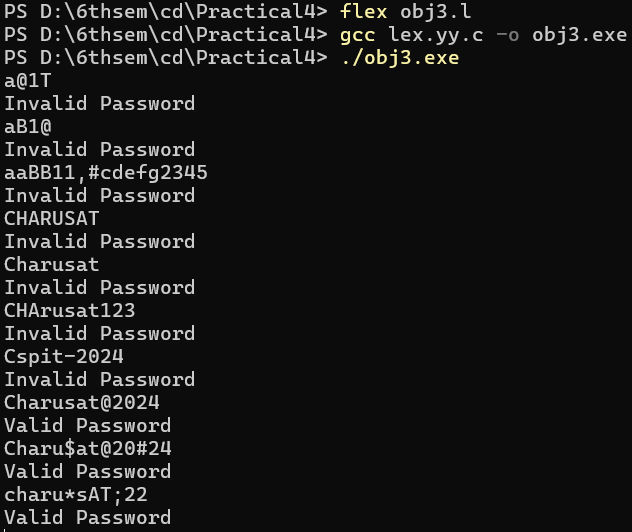 PS D:\6thsem\cd\Practical4> flex obj3.l
PS D:\6thsem\cd\Practical4> gcc lex.yy.c -o obj3.exe
PS D:\6thsem\cd\Practical4> ./obj3.exe
a@1T
Invalid Password
aB1@
Invalid Password
aaBB11,#cdefg2345
Invalid Password
CHARUSAT
Invalid Password
Charusat
Invalid Password
CHArusat123
Invalid Password
Cspit-2024
Invalid Password
Charusat@2024
Valid Password
Charu$at@20#24
Valid Password
charu*sAT;22
Valid Password